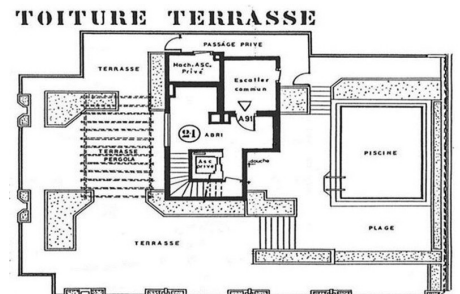 TOITURE TERRASSE
PASSAGE PRIVE
TERRASSE
Mach. ASC.
Privé
Escalier
commun
A91
21
ABRI
TERRASSE
PERGOLA
Asc
privé
douche
PISCINE
PLAGE
TERRASSE